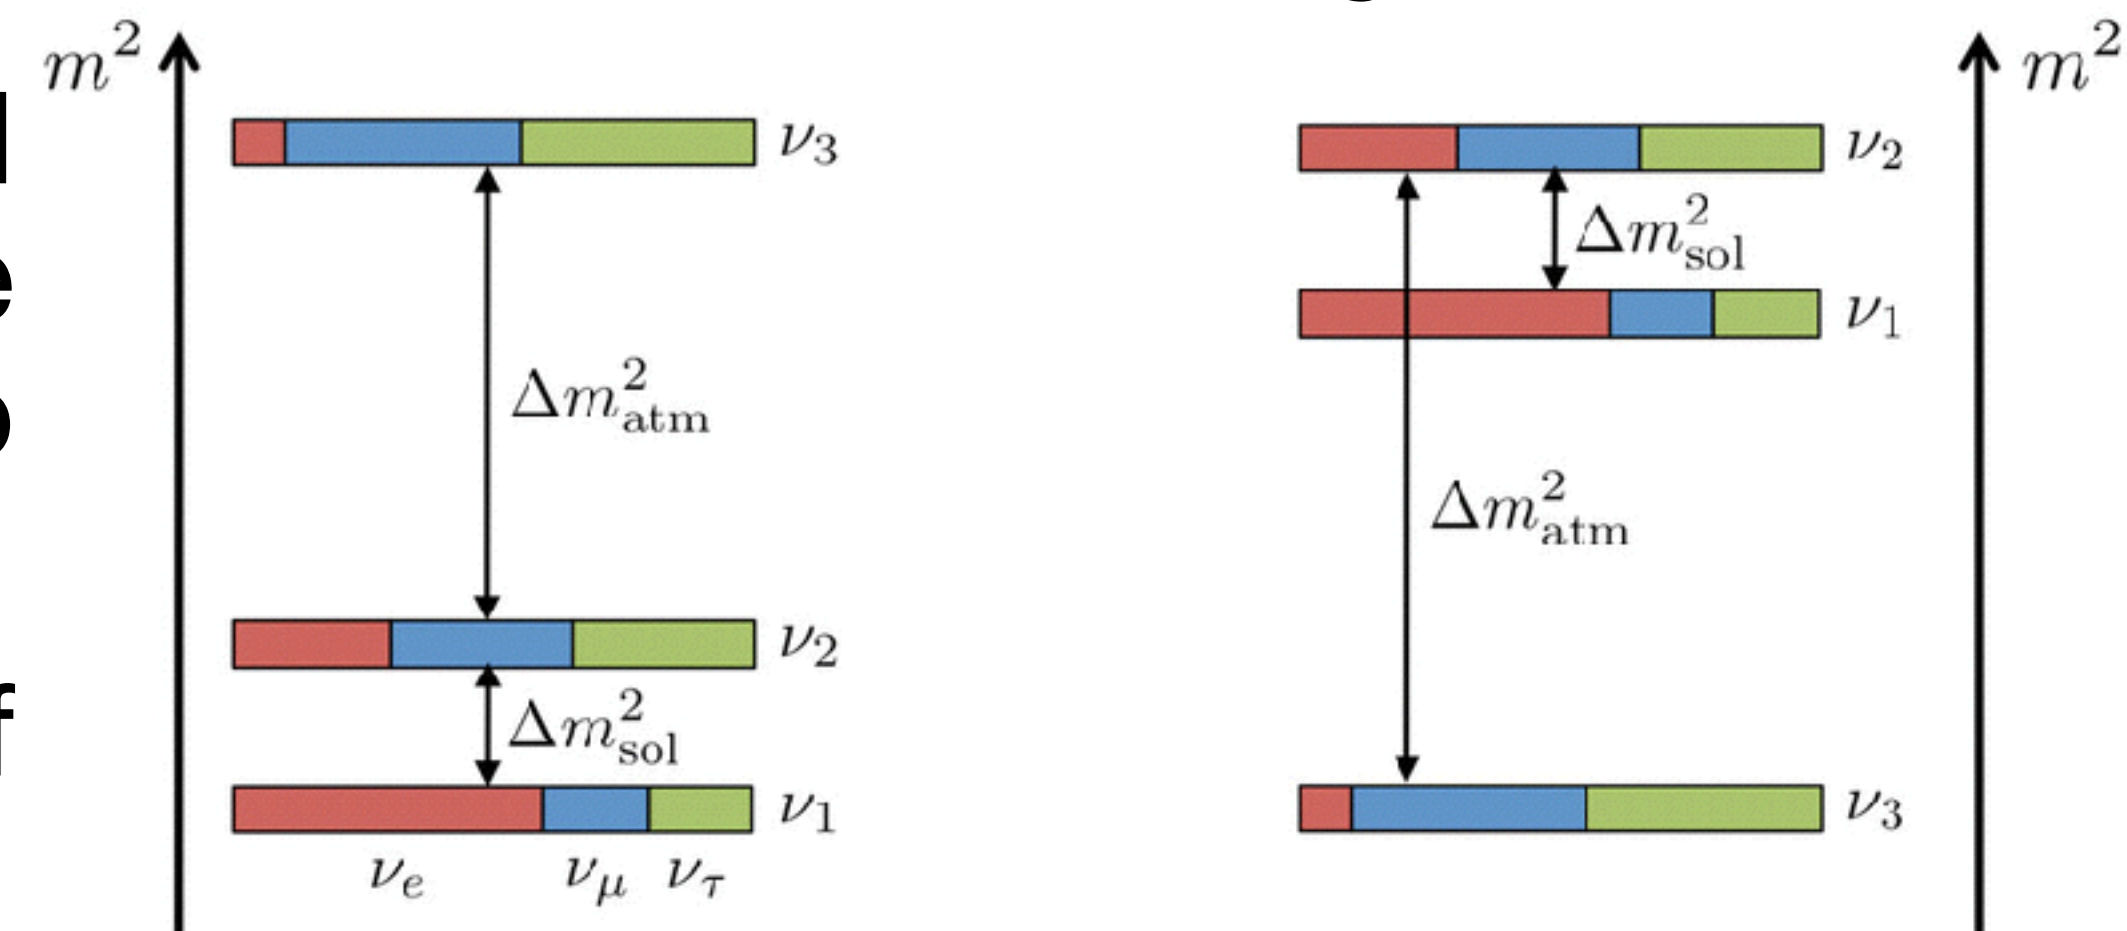 m²
ν₃
Δm²atm
ν₂
Δm²sol
ν₁
νe νμ ντ
m²
ν₂
Δm²sol
ν₁
Δm²atm
ν₃